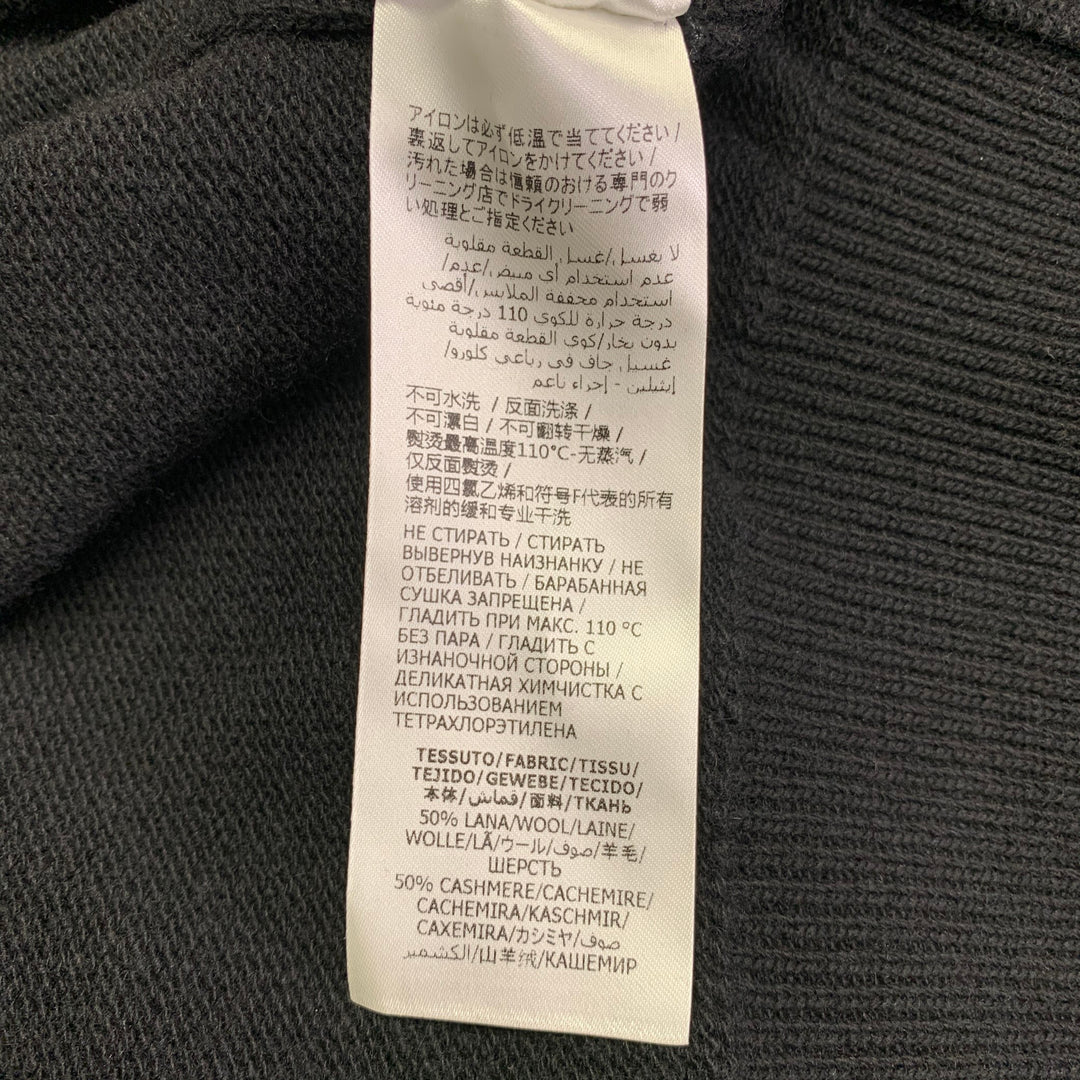 アイロンは必ず低温で当ててください/
裏返してアイロンをかけてください/
汚れた場合は信頼のおける専門のク
リーニング店でドライクリーニングで弱
い処理とご指定ください
لا يغسل/غسل القطعة مقلوبة
عدم استخدام أي مبيض/عدم/
استخدام مجففة الملابس/أقصى
درجة حرارة للكوي 110 درجة مئوية
بدون بخار/كوي القطعة مقلوبة
غسيل جاف في رباعي كلورو/
إيثيلين - إجراء ناعم
不可水洗 / 反面洗涤 /
不可漂白 / 不可翻转干燥 /
熨烫最高温度110°C-无蒸汽 /
仅反面熨烫 /
使用四氯乙烯和符号F代表的所有
溶剂的缓和专业干洗
НЕ СТИРАТЬ / СТИРАТЬ
ВЫВЕРНУВ НАИЗНАНКУ / НЕ
ОТБЕЛИВАТЬ / БАРАБАННАЯ
СУШКА ЗАПРЕЩЕНА /
ГЛАДИТЬ ПРИ МАКС. 110 °C
БЕЗ ПАРА / ГЛАДИТЬ С
ИЗНАНОЧНОЙ СТОРОНЫ /
ДЕЛИКАТНАЯ ХИМЧИСТКА С
ИСПОЛЬЗОВАНИЕМ
ТЕТРАХЛОРЭТИЛЕНА
TESSUTO/FABRIC/TISSU/
TEJIDO/GEWEBE/TECIDO/
本体/قماش/面料/ТКАНЬ
50% LANA/WOOL/LAINE/
WOLLE/LÃ/ウール/صوف/羊毛/
ШЕРСТЬ
50% CASHMERE/CACHEMIRE/
CACHEMIRA/KASCHMIR/
CAXEMIRA/カシミヤ/صوف
الكشمير/山羊绒/КАШЕМИР